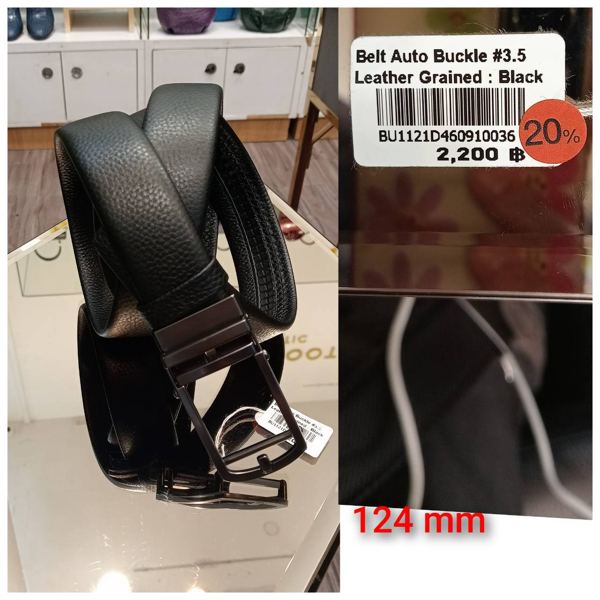 Belt Auto Buckle #3.5
Leather Grained : Black
BU1121D460910036
20%
2,200 ฿
124 mm